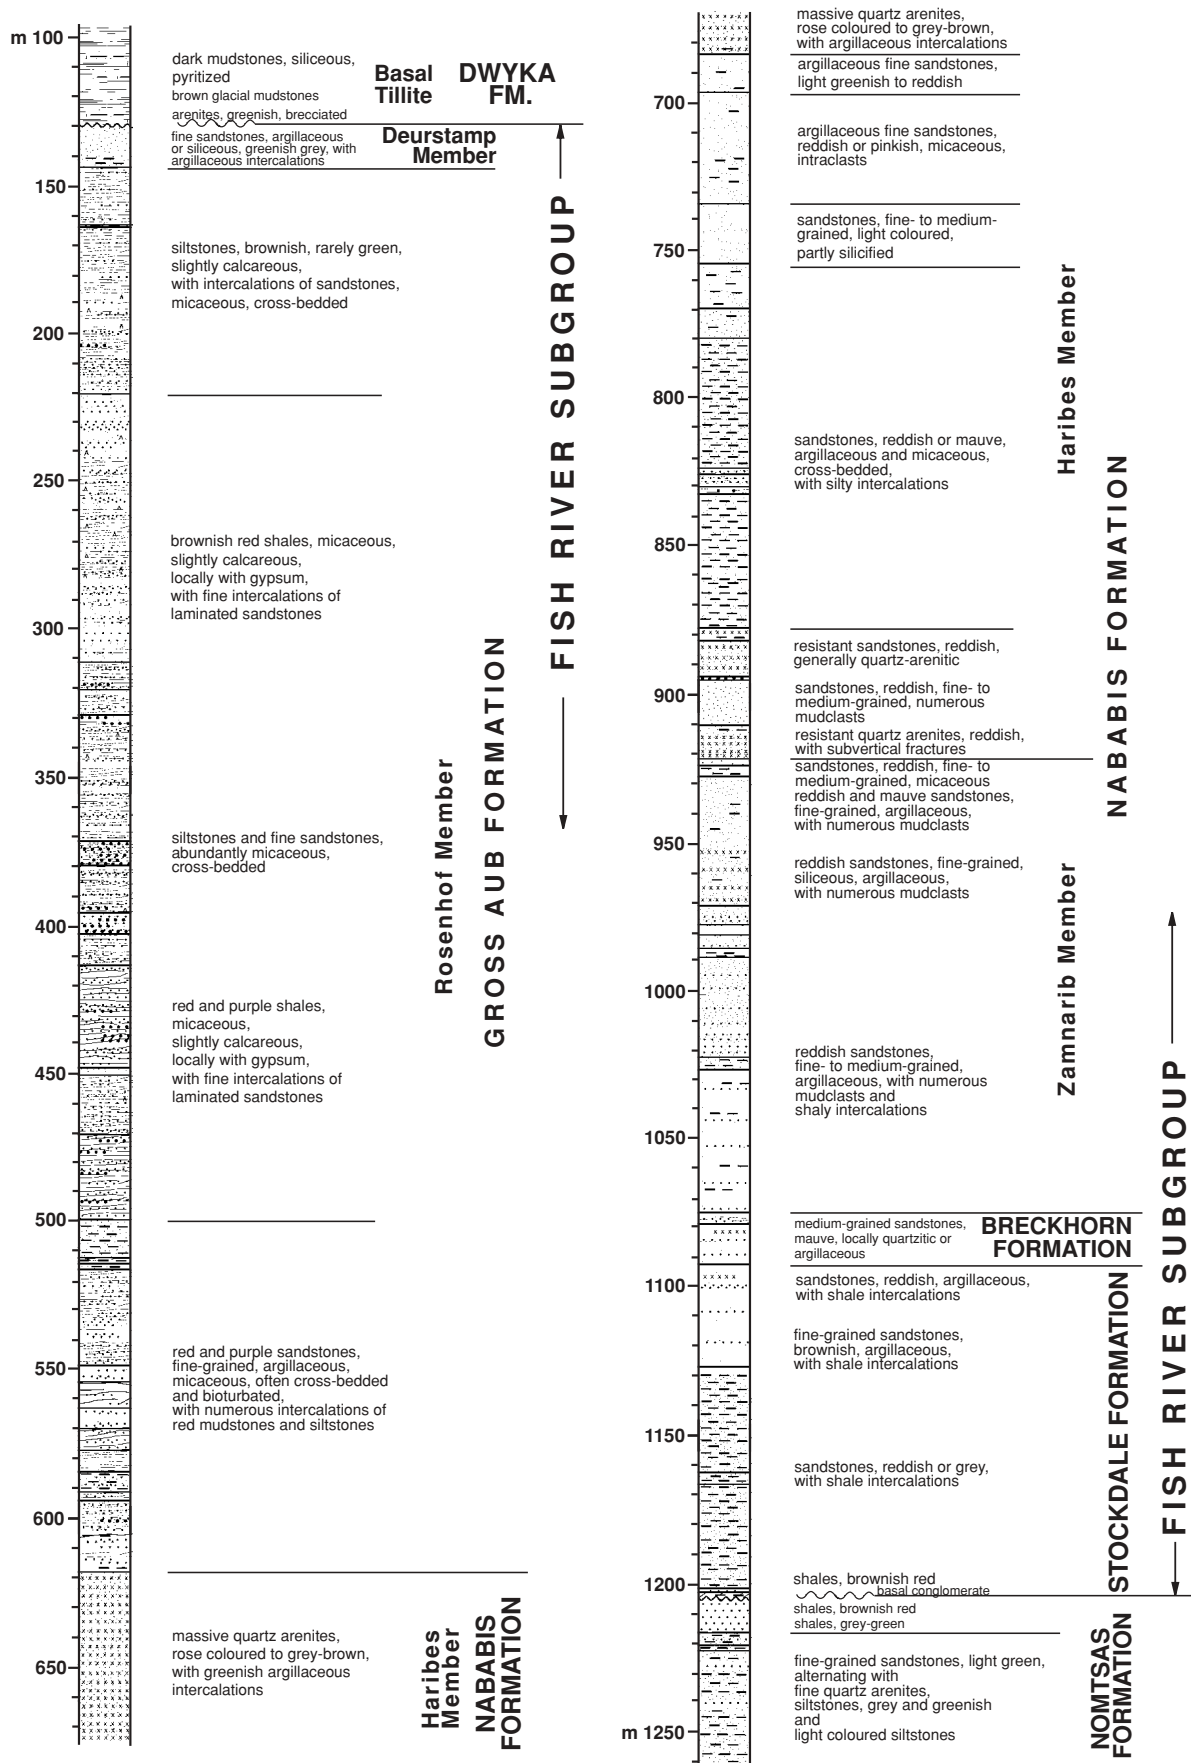 m 100
dark mudstones, siliceous,
pyritized
brown glacial mudstones
arenites, greenish, brecciated
Basal
Tillite
DWYKA
FM.
fine sandstones, argillaceous
or siliceous, greenish grey, with
argillaceous intercalations
Deurstamp
Member
150
siltstones, brownish, rarely green,
slightly calcareous,
with intercalations of sandstones,
micaceous, cross-bedded
200
250
brownish red shales, micaceous,
slightly calcareous,
locally with gypsum,
with fine intercalations of
laminated sandstones
300
350
siltstones and fine sandstones,
abundantly micaceous,
cross-bedded
400
red and purple shales,
micaceous,
slightly calcareous,
locally with gypsum,
with fine intercalations of
laminated sandstones
450
500
red and purple sandstones,
fine-grained, argillaceous,
micaceous, often cross-bedded
and bioturbated,
with numerous intercalations of
red mudstones and siltstones
550
600
massive quartz arenites,
rose coloured to grey-brown,
with greenish argillaceous
intercalations
650
Rosenhof Member
GROSS AUB FORMATION
FISH RIVER SUBGROUP
Haribes
Member
NABABIS
FORMATION
massive quartz arenites,
rose coloured to grey-brown,
with argillaceous intercalations
argillaceous fine sandstones,
light greenish to reddish
700
argillaceous fine sandstones,
reddish or pinkish, micaceous,
intraclasts
sandstones, fine- to medium-
grained, light coloured,
partly silicified
750
800
sandstones, reddish or mauve,
argillaceous and micaceous,
cross-bedded,
with silty intercalations
850
resistant sandstones, reddish,
generally quartz-arenitic
900
sandstones, reddish, fine- to
medium-grained, numerous
mudclasts
resistant quartz arenites, reddish,
with subvertical fractures
sandstones, reddish, fine- to
medium-grained, micaceous
reddish and mauve sandstones,
fine-grained, argillaceous,
with numerous mudclasts
950
reddish sandstones, fine-grained,
siliceous, argillaceous,
with numerous mudclasts
1000
reddish sandstones,
fine- to medium-grained,
argillaceous, with numerous
mudclasts and
shaly intercalations
1050
medium-grained sandstones,
mauve, locally quartzitic or
argillaceous
BRECKHORN
FORMATION
1100
sandstones, reddish, argillaceous,
with shale intercalations
fine-grained sandstones,
brownish, argillaceous,
with shale intercalations
1150
sandstones, reddish or grey,
with shale intercalations
1200
shales, brownish red
basal conglomerate
shales, brownish red
shales, grey-green
fine-grained sandstones, light green,
alternating with
fine quartz arenites,
siltstones, grey and greenish
and
light coloured siltstones
m 1250
Haribes Member
NABABIS FORMATION
Zamnarib Member
STOCKDALE FORMATION
FISH RIVER SUBGROUP
NOMTSAS
FORMATION